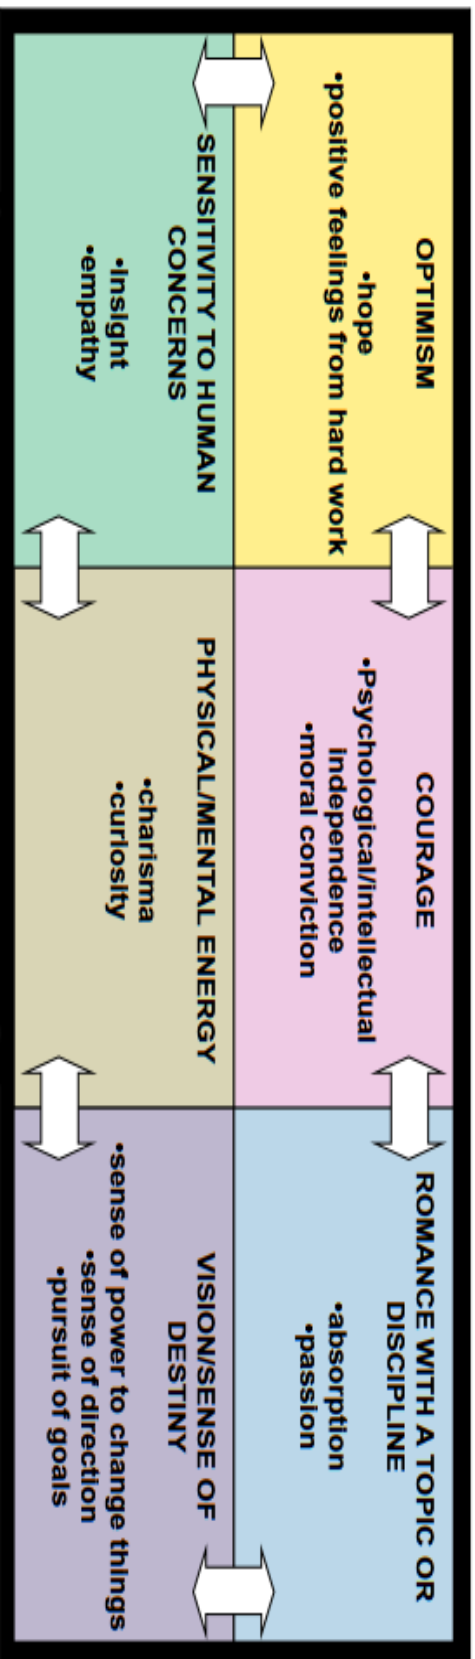 OPTIMISM
•hope
•positive feelings from hard work
COURAGE
•Psychological/intellectual
independence
•moral conviction
ROMANCE WITH A TOPIC OR
DISCIPLINE
•absorption
•passion
SENSITIVITY TO HUMAN
CONCERNS
•insight
•empathy
PHYSICAL/MENTAL ENERGY
•charisma
•curiosity
VISION/SENSE OF
DESTINY
•sense of power to change things
•sense of direction
•pursuit of goals